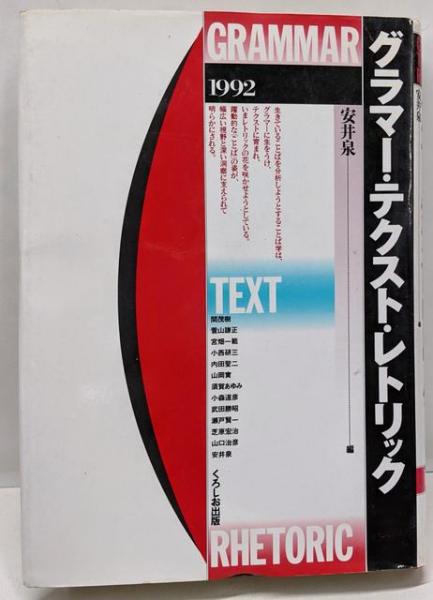 GRAMMAR
1992
グラマー・テクスト・レトリック
安井泉
編
生きていることばを分析しようとすることば学は、
グラマーに生をうけ、
テクストに育まれ、
いまレトリックの花を咲かせようとしている。
躍動的な「ことば」の姿が、
幅広い視野と深い洞察に支えられて
明らかにされる。
TEXT
関茂樹
菅山謙正
宮畑一範
小西研三
内田聖二
山岡實
須賀あゆみ
小森道彦
武田勝昭
瀬戸賢一
芝原宏治
山口治彦
安井泉
くろしお出版
RHETORIC
安井泉
編